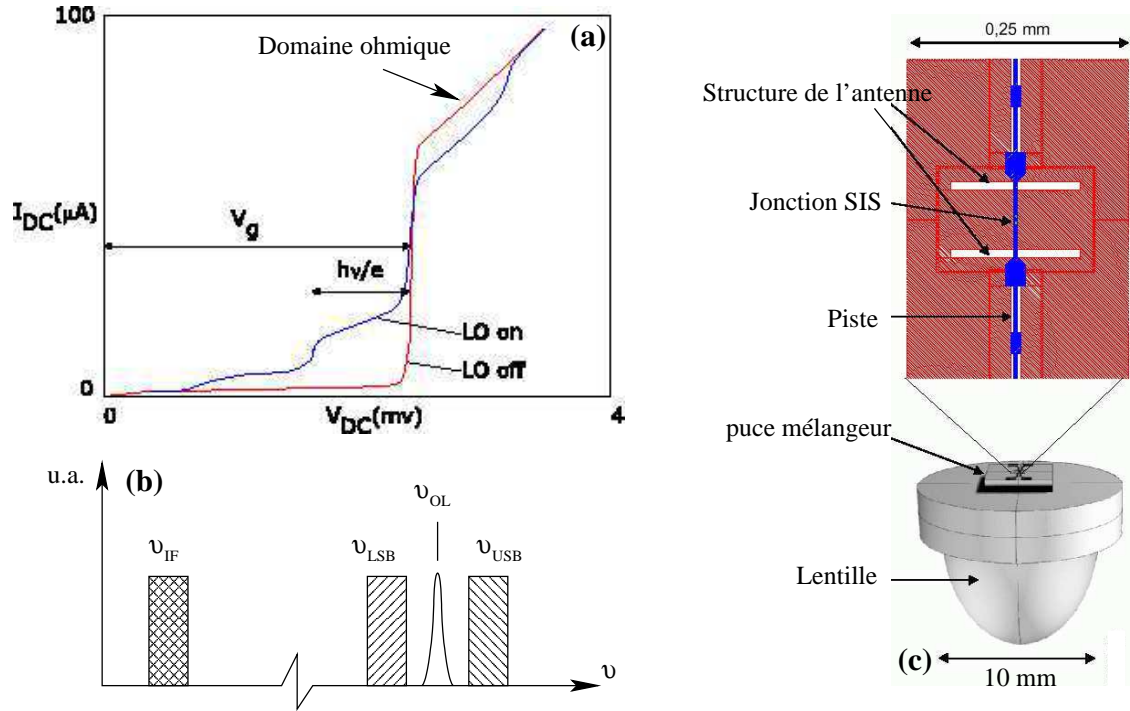 100
(a)
Domaine ohmique
I_DC(µA)
V_g
hν/e
LO on
LO off
0
0
V_DC(mv)
4
u.a.
(b)
υ_OL
υ_IF
υ_LSB
υ_USB
υ
0,25 mm
Structure de l'antenne
Jonction SIS
Piste
puce mélangeur
Lentille
(c)
10 mm